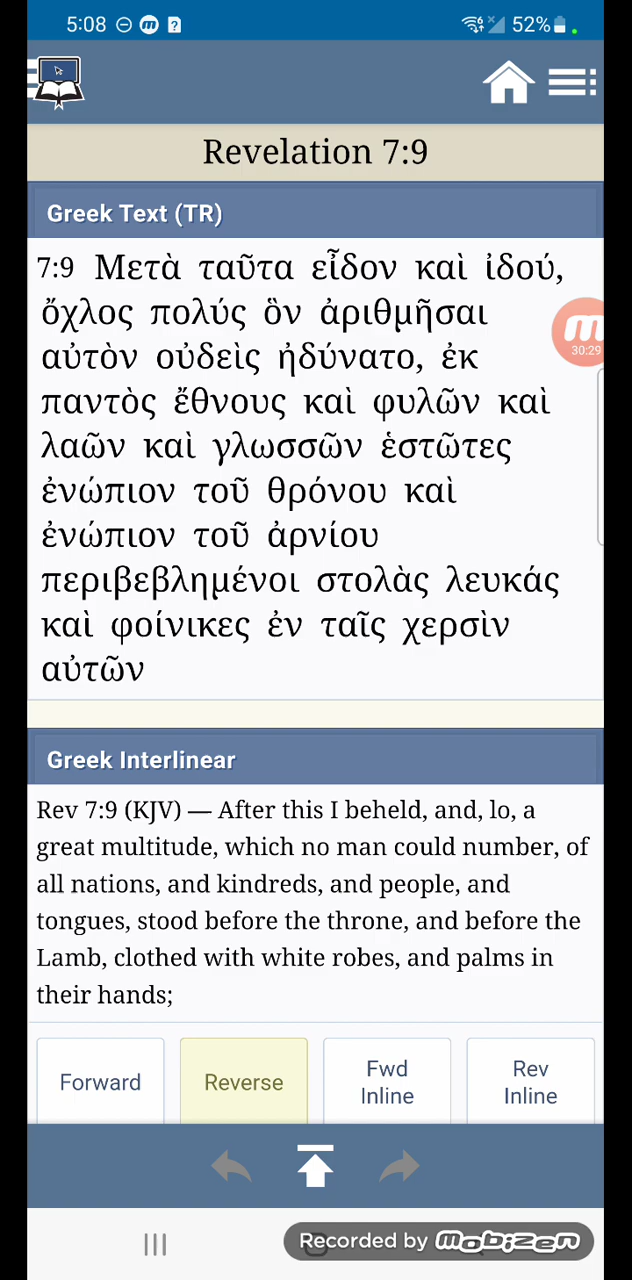 5:08 52%
Revelation 7:9
Greek Text (TR)
7:9 Μετὰ ταῦτα εἶδον καὶ ἰδού,
ὄχλος πολύς ὃν ἀριθμῆσαι
αὐτὸν οὐδεὶς ἠδύνατο, ἐκ
παντὸς ἔθνους καὶ φυλῶν καὶ
λαῶν καὶ γλωσσῶν ἑστῶτες
ἐνώπιον τοῦ θρόνου καὶ
ἐνώπιον τοῦ ἀρνίου
περιβεβλημένοι στολὰς λευκάς
καὶ φοίνικες ἐν ταῖς χερσὶν
αὐτῶν
30:29
Greek Interlinear
Rev 7:9 (KJV) — After this I beheld, and, lo, a
great multitude, which no man could number, of
all nations, and kindreds, and people, and
tongues, stood before the throne, and before the
Lamb, clothed with white robes, and palms in
their hands;
Forward
Reverse
Fwd
Inline
Rev
Inline
Recorded by mobizen